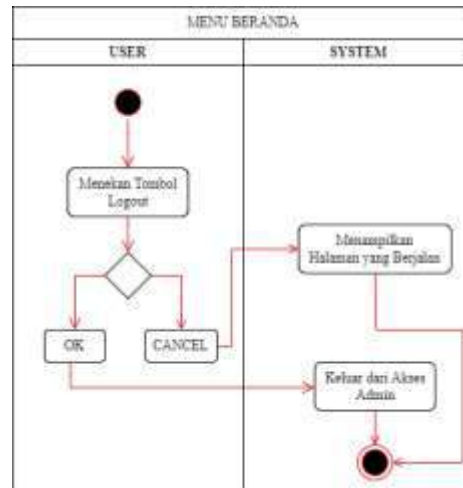 MENU BERANDA
USER
SYSTEM
Menekan Tombol
Logout
Menampilkan
Halaman yang Berjalan
OK
CANCEL
Keluar dari Akses
Admin